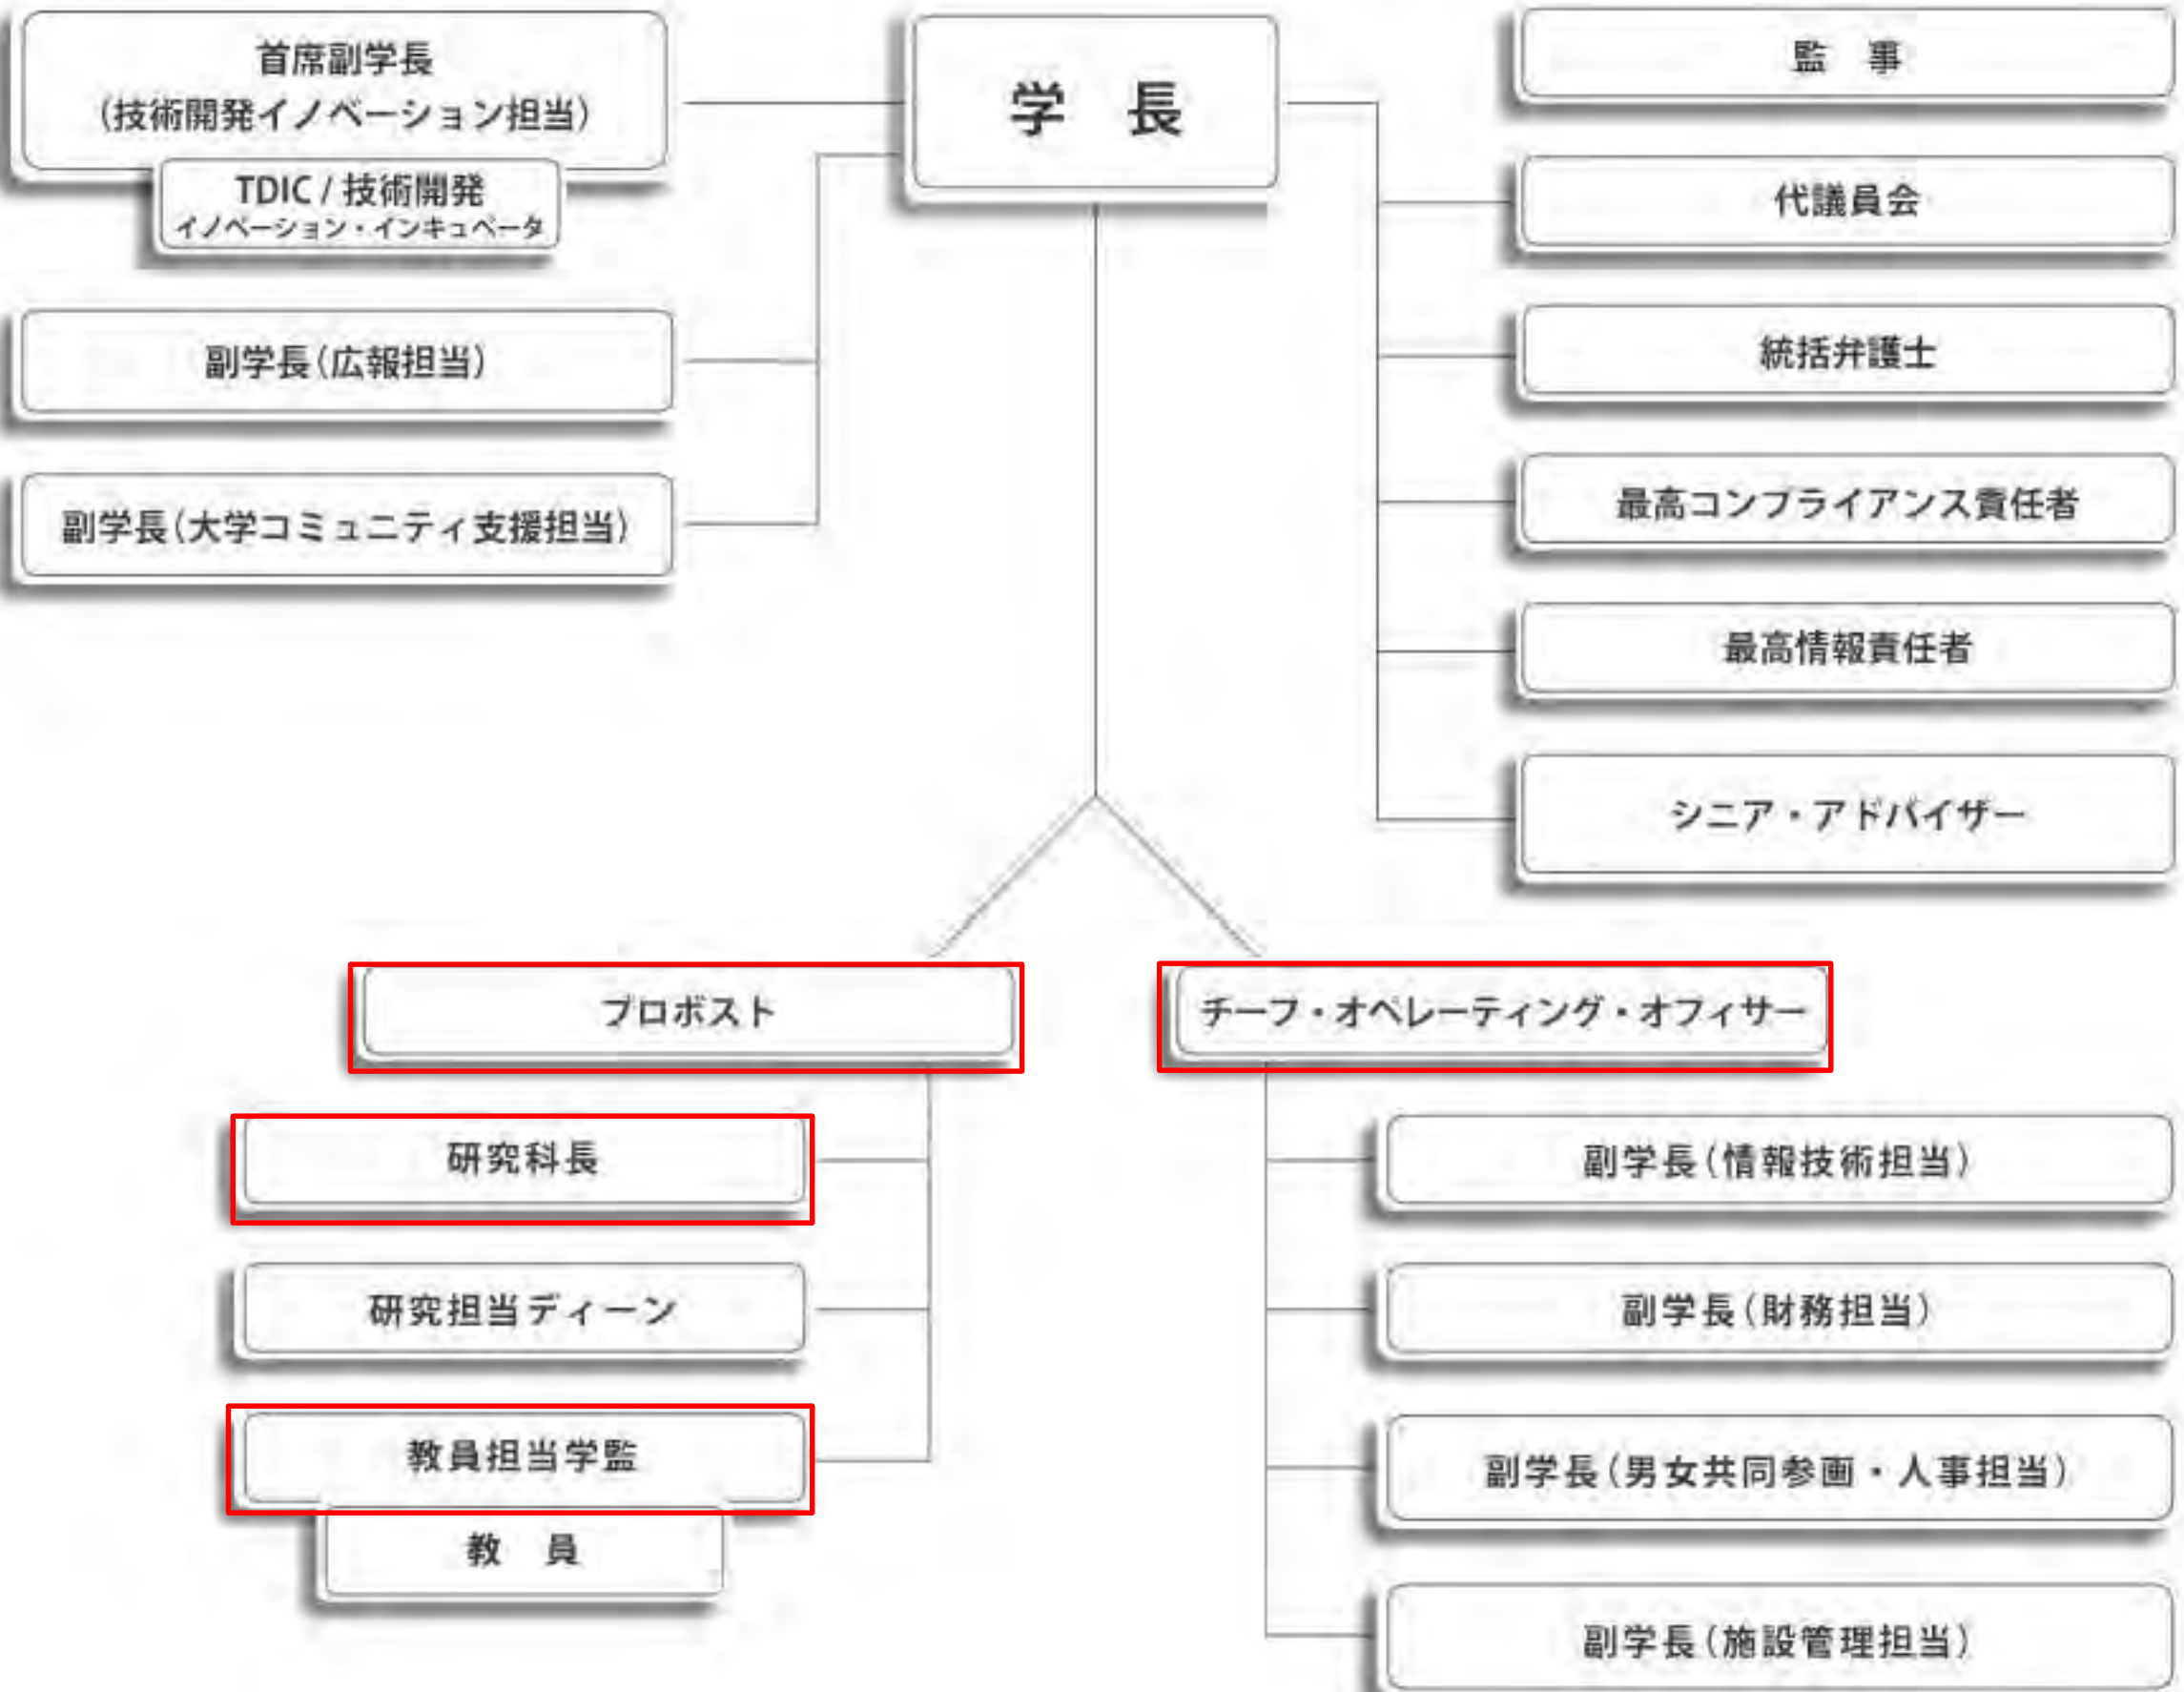 首席副学長
(技術開発イノベーション担当)
TDIC / 技術開発
イノベーション・インキュベータ
副学長(広報担当)
副学長(大学コミュニティ支援担当)
学　長
監　事
代議員会
統括弁護士
最高コンプライアンス責任者
最高情報責任者
シニア・アドバイザー
プロボスト
研究科長
研究担当ディーン
教員担当学監
教　員
チーフ・オペレーティング・オフィサー
副学長(情報技術担当)
副学長(財務担当)
副学長(男女共同参画・人事担当)
副学長(施設管理担当)